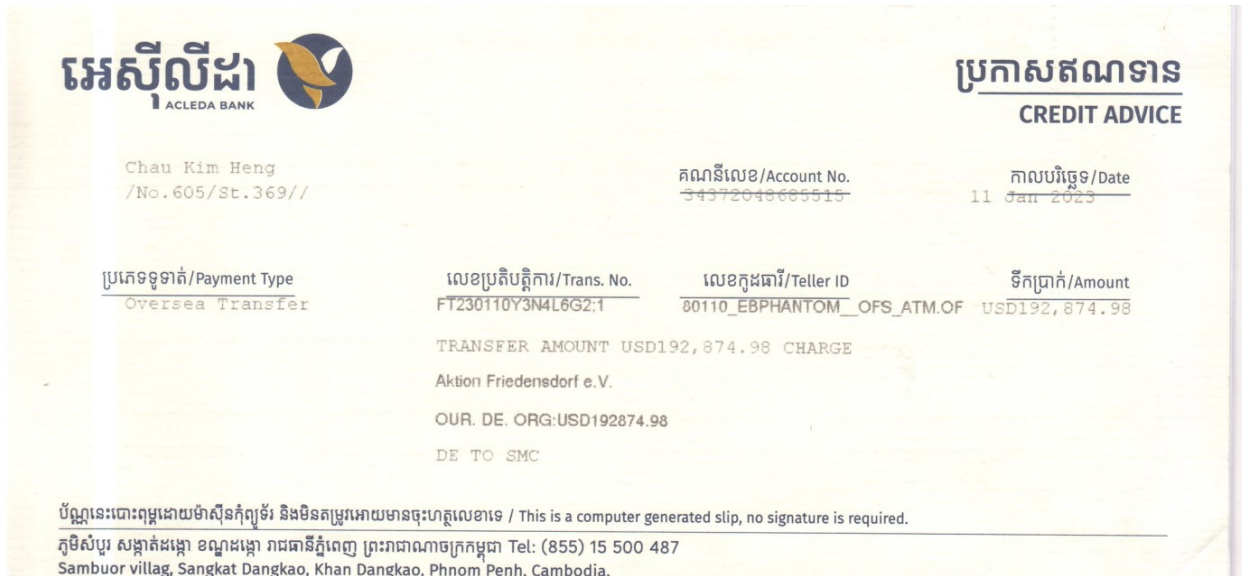 អេស៊ីលីដា
ACLEDA BANK
ប្រកាសឥណទាន
CREDIT ADVICE
Chau Kim Heng
/No.605/St.369//
គណនីលេខ/Account No.
34372048685515
កាលបរិច្ឆេទ/Date
11 Jan 2023
ប្រភេទទូទាត់/Payment Type
Oversea Transfer
លេខប្រតិបត្តិការ/Trans. No.
FT230110Y3N4L6G2;1
លេខកូដធារី/Teller ID
80110_EBPHANTOM__OFS_ATM.OF
ទឹកប្រាក់/Amount
USD192,874.98
TRANSFER AMOUNT USD192,874.98 CHARGE
Aktion Friedensdorf e.V.
OUR. DE. ORG:USD192874.98
DE TO SMC
ប័ណ្ណនេះបោះពុម្ពដោយម៉ាស៊ីនកុំព្យូទ័រ និងមិនតម្រូវអោយមានចុះហត្ថលេខាទេ / This is a computer generated slip, no signature is required.
ភូមិសំបួរ សង្កាត់ដង្កោ ខណ្ឌដង្កោ រាជធានីភ្នំពេញ ព្រះរាជាណាចក្រកម្ពុជា Tel: (855) 15 500 487
Sambuor villag, Sangkat Dangkao, Khan Dangkao, Phnom Penh, Cambodia.